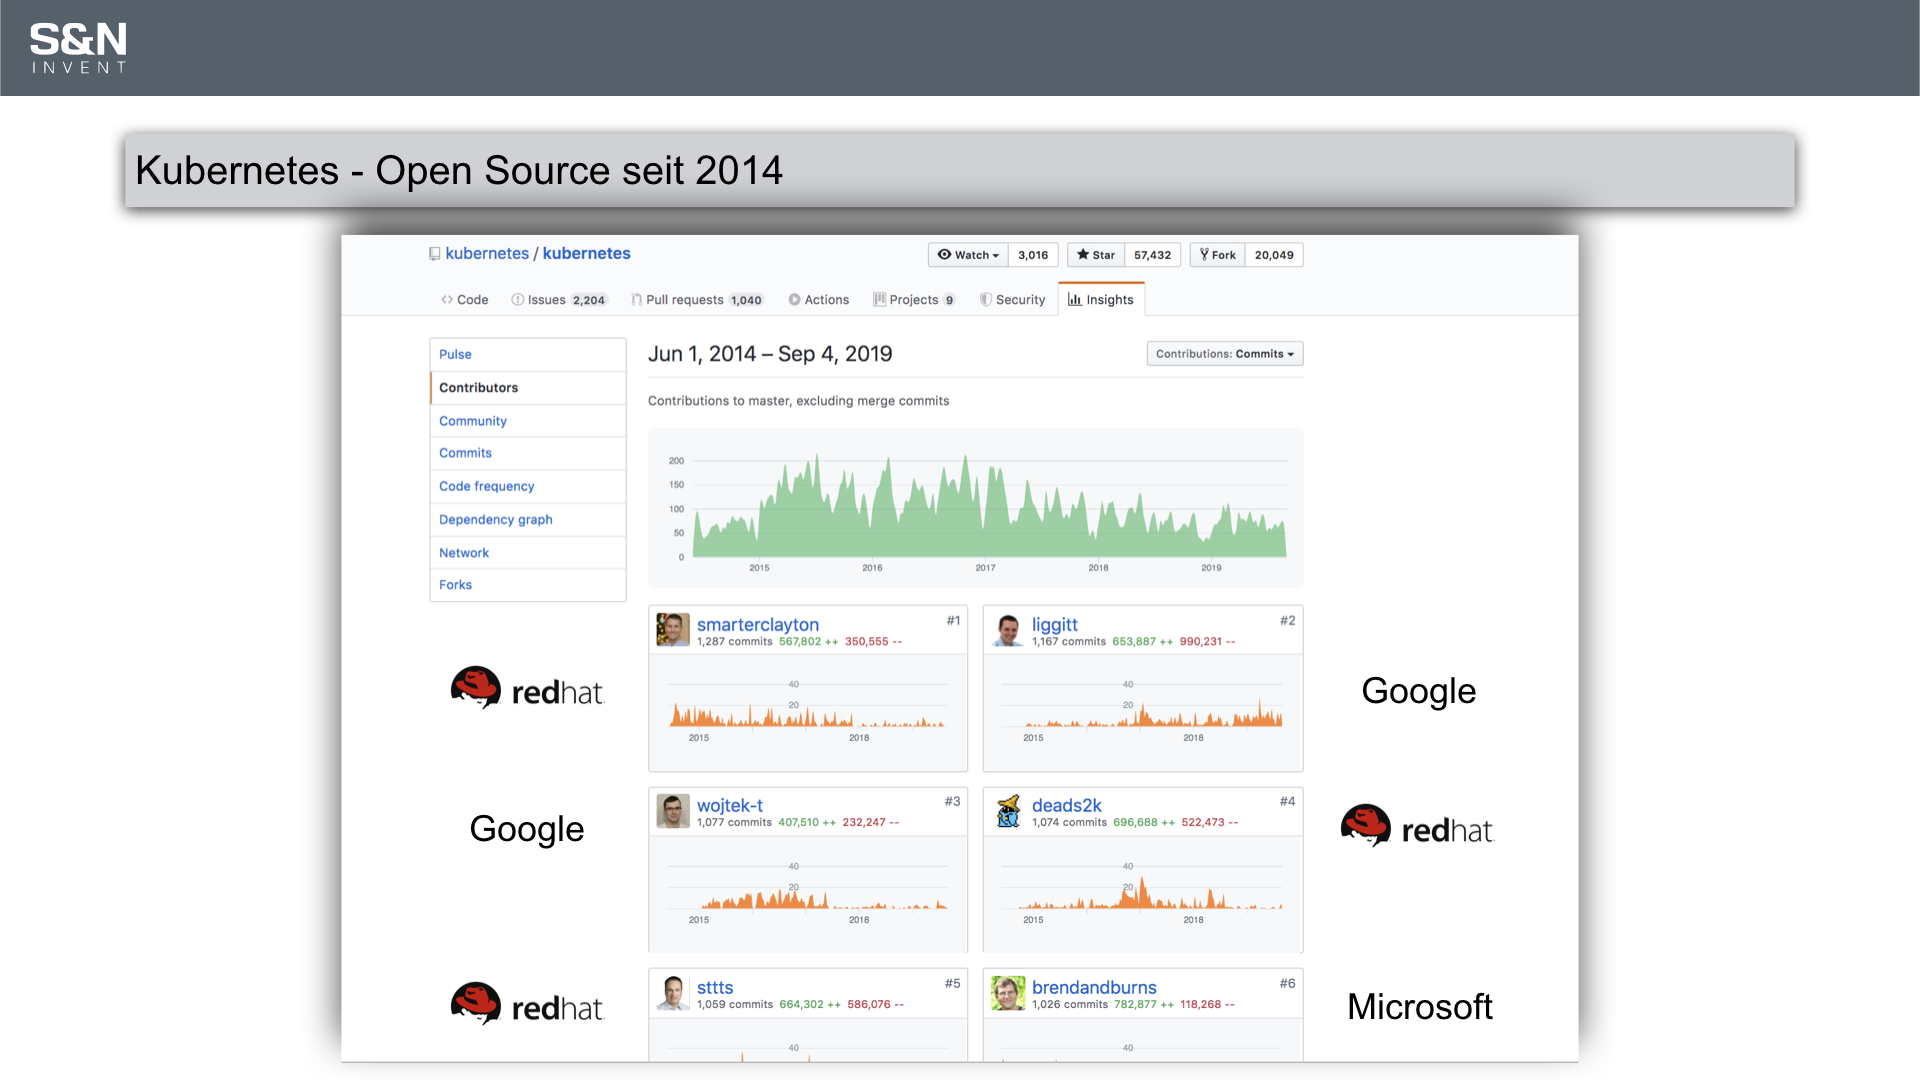 S&N
INVENT
Kubernetes - Open Source seit 2014
kubernetes / kubernetes
Watch 3,016 Star 57,432 Fork 20,049
Code Issues 2,204 Pull requests 1,040 Actions Projects 9 Security Insights
Pulse
Contributors
Community
Commits
Code frequency
Dependency graph
Network
Forks
Jun 1, 2014 – Sep 4, 2019
Contributions: Commits
Contributions to master, excluding merge commits
200
150
100
50
0
2015 2016 2017 2018 2019
smarterclayton #1
1,287 commits 567,802 ++ 350,555 --
40
20
2015 2018
redhat.
liggitt #2
1,167 commits 653,887 ++ 990,231 --
40
20
2015 2018
Google
wojtek-t #3
1,077 commits 407,510 ++ 232,247 --
40
20
2015 2018
Google
deads2k #4
1,074 commits 696,688 ++ 522,473 --
40
20
2015 2018
redhat.
sttts #5
1,059 commits 664,302 ++ 586,076 --
40
redhat.
brendandburns #6
1,026 commits 782,877 ++ 118,268 --
40
Microsoft